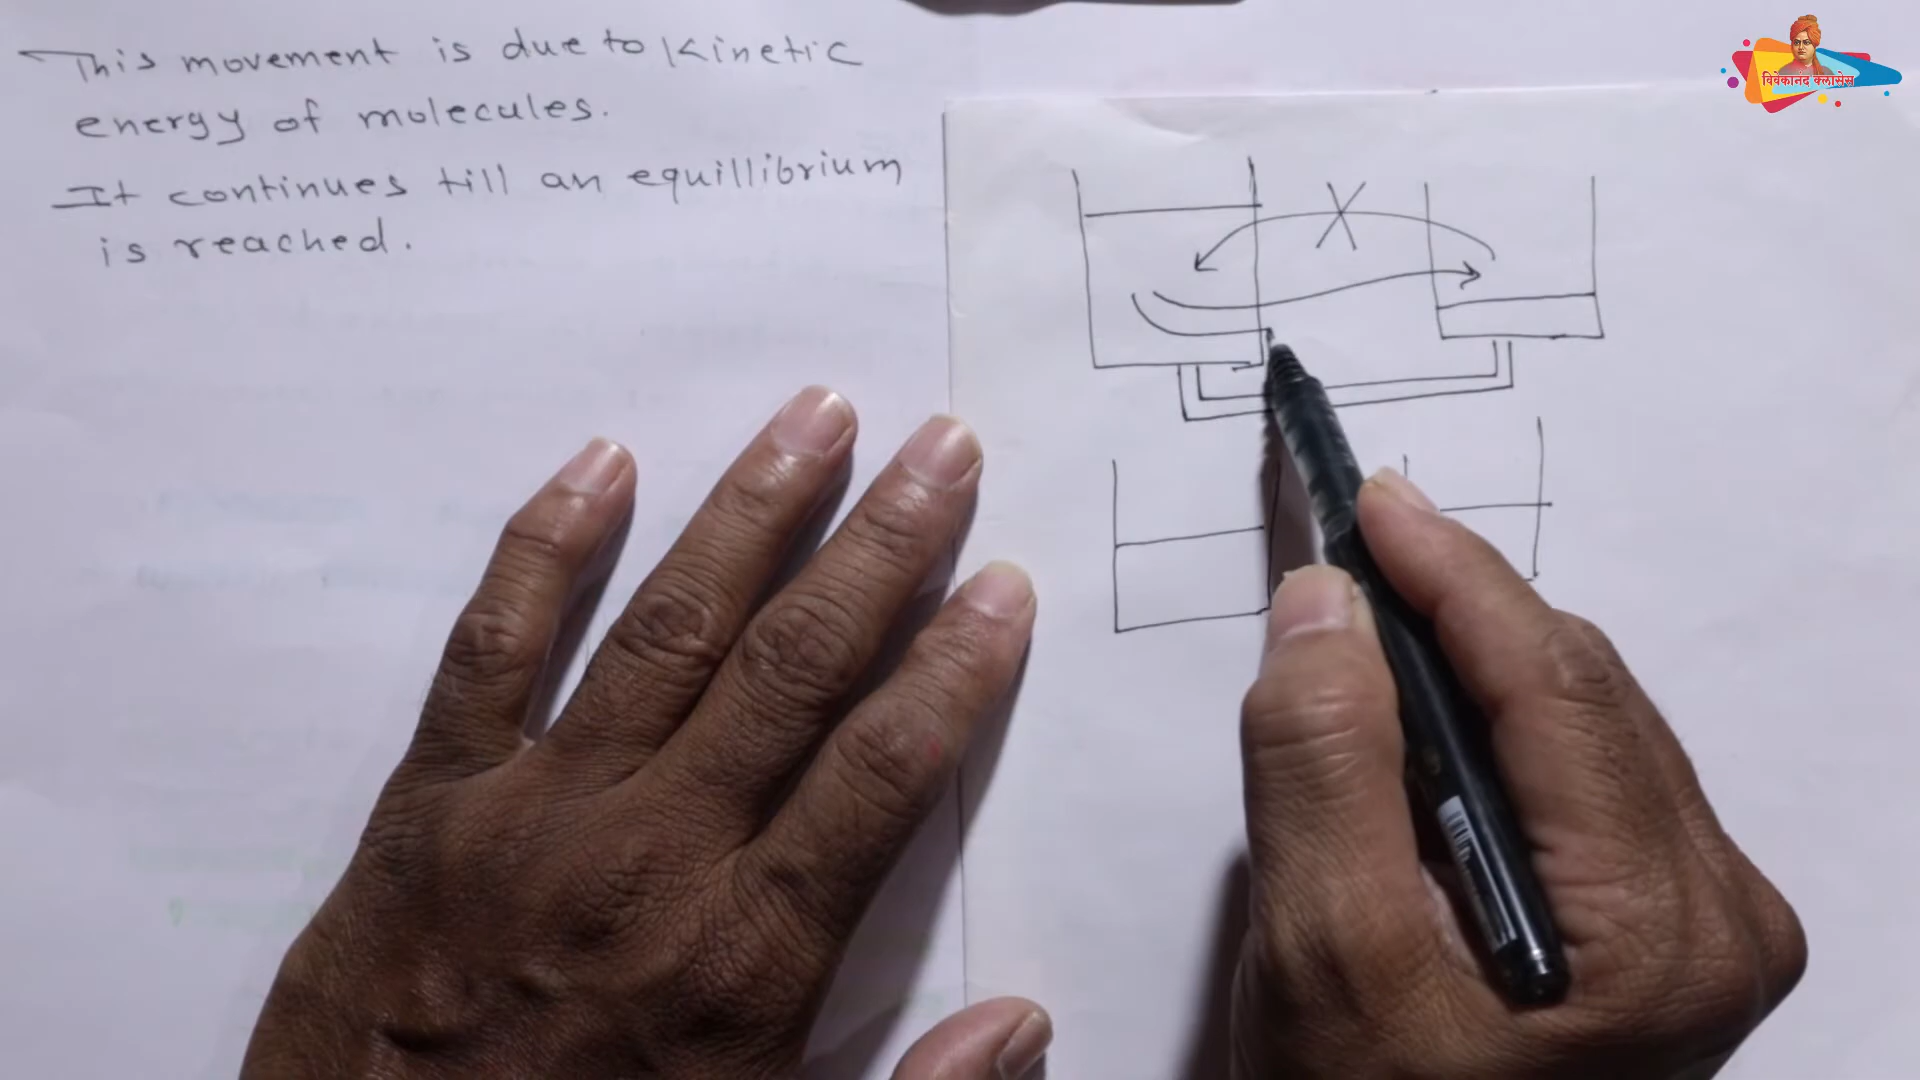 This movement is due to Kinetic
energy of molecules.
It continues till an equillibrium
is reached.
विवेकानंद क्लासेस